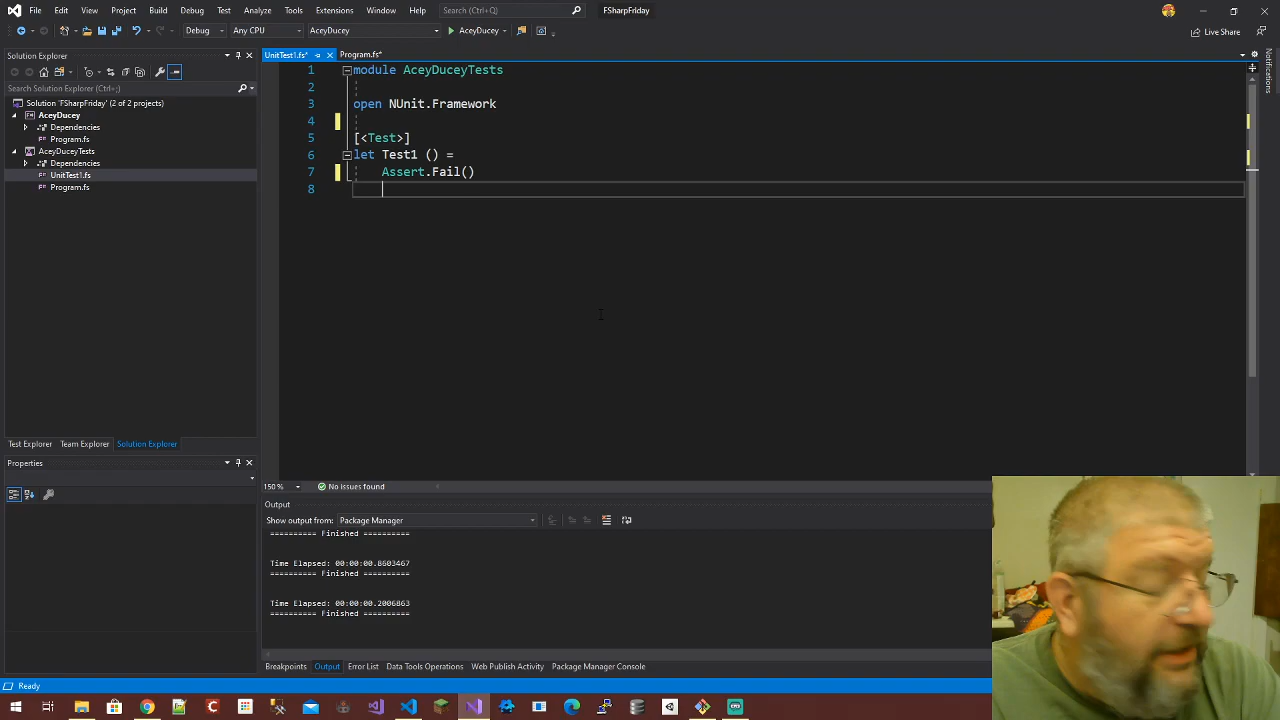 File Edit View Project Build Debug Test Analyze Tools Extensions Window Help Search (Ctrl+Q) FSharpFriday
Debug Any CPU AceyDucey AceyDucey Live Share
Solution Explorer
UnitTest1.fs* Program.fs*
Search Solution Explorer (Ctrl+;)
Solution 'FSharpFriday' (2 of 2 projects)
AceyDucey
Dependencies
Program.fs
AceyDuceyTests
Dependencies
UnitTest1.fs
Program.fs
1 module AceyDuceyTests
2
3 open NUnit.Framework
4
5 [<Test>]
6 let Test1 () =
7 Assert.Fail()
8
Notifications
Test Explorer Team Explorer Solution Explorer
Properties
150 % No issues found
Output
Show output from: Package Manager
========== Finished ==========
Time Elapsed: 00:00:00.8603467
========== Finished ==========
Time Elapsed: 00:00:00.2006863
========== Finished ==========
Breakpoints Output Error List Data Tools Operations Web Publish Activity Package Manager Console
Ready